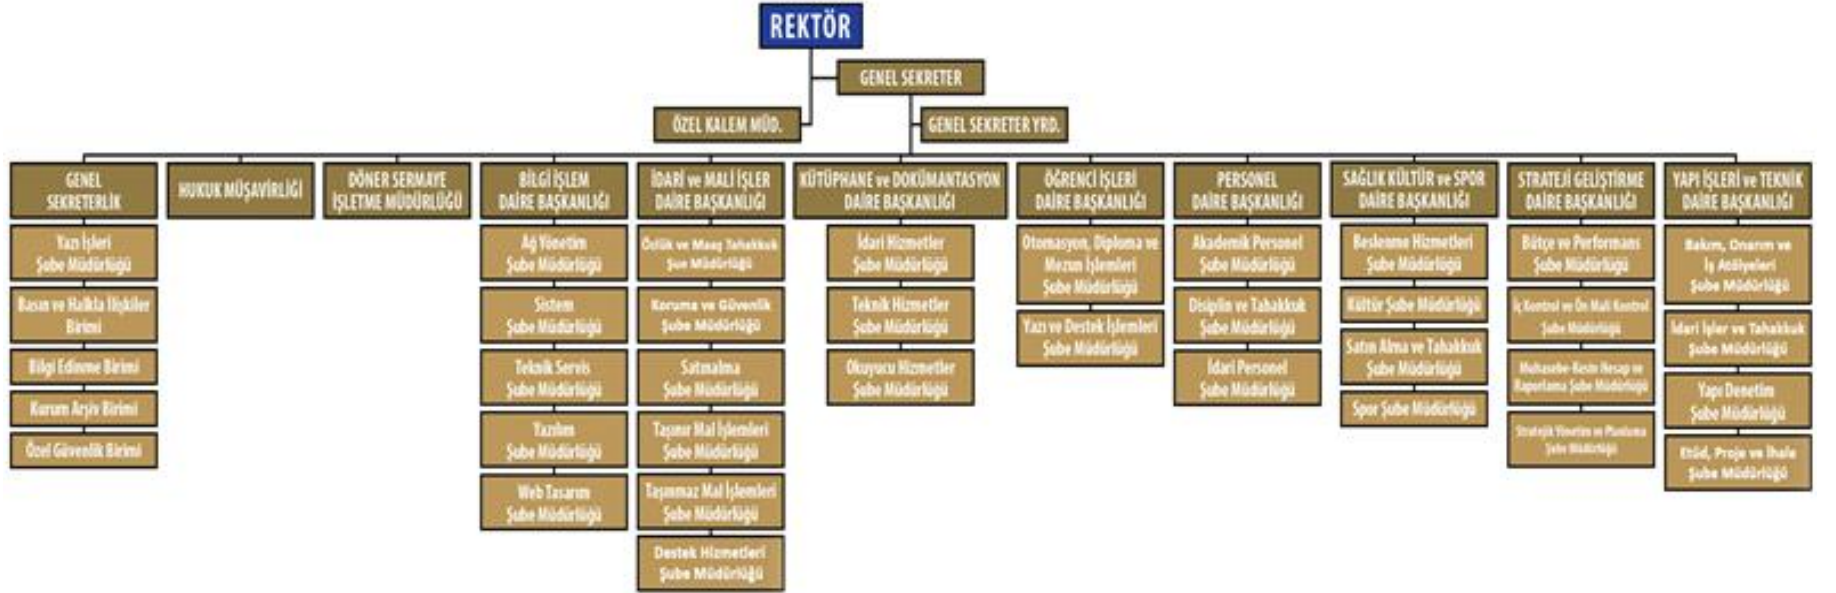 REKTÖR
GENEL SEKRETER
ÖZEL KALEM MÜD.
GENEL SEKRETER YRD.
GENEL
SEKRETERLİK
Yazı İşleri
Şube Müdürlüğü
Basın ve Halkla İlişkiler
Birimi
Bilgi Edinme Birimi
Kurum Arşiv Birimi
Özel Güvenlik Birimi
HUKUK MÜŞAVİRLİĞİ
DÖNER SERMAYE
İŞLETME MÜDÜRLÜĞÜ
BİLGİ İŞLEM
DAİRE BAŞKANLIĞI
Ağ Yönetim
Şube Müdürlüğü
Sistem
Şube Müdürlüğü
Teknik Servis
Şube Müdürlüğü
Yazılım
Şube Müdürlüğü
Web Tasarım
Şube Müdürlüğü
İDARİ ve MALİ İŞLER
DAİRE BAŞKANLIĞI
Özlük ve Maaş Tahakkuk
Şue Müdürlüğü
Koruma ve Güvenlik
Şube Müdürlüğü
Satınalma
Şube Müdürlüğü
Taşınır Mal İşlemleri
Şube Müdürlüğü
Taşınmaz Mal İşlemleri
Şube Müdürlüğü
Destek Hizmetleri
Şube Müdürlüğü
KÜTÜPHANE ve DOKÜMANTASYON
DAİRE BAŞKANLIĞI
İdari Hizmetler
Şube Müdürlüğü
Teknik Hizmetler
Şube Müdürlüğü
Okuyucu Hizmetler
Şube Müdürlüğü
ÖĞRENCİ İŞLERİ
DAİRE BAŞKANLIĞI
Otomasyon, Diploma ve
Mezun İşlemleri
Şube Müdürlüğü
Yazı ve Destek İşlemleri
Şube Müdürlüğü
PERSONEL
DAİRE BAŞKANLIĞI
Akademik Personel
Şube Müdürlüğü
Disiplin ve Tahakkuk
Şube Müdürlüğü
İdari Personel
Şube Müdürlüğü
SAĞLIK KÜLTÜR ve SPOR
DAİRE BAŞKANLIĞI
Beslenme Hizmetleri
Şube Müdürlüğü
Kültür Şube Müdürlüğü
Satın Alma ve Tahakkuk
Şube Müdürlüğü
Spor Şube Müdürlüğü
STRATEJİ GELİŞTİRME
DAİRE BAŞKANLIĞI
Bütçe ve Performans
Şube Müdürlüğü
İç Kontrol ve Ön Mali Kontrol
Şube Müdürlüğü
Muhasebe-Kesin Hesap ve
Raporlama Şube Müdürlüğü
Stratejik Yönetim ve Planlama
Şube Müdürlüğü
YAPI İŞLERİ ve TEKNİK
DAİRE BAŞKANLIĞI
Bakım, Onarım ve
İş Atölyeleri
Şube Müdürlüğü
İdari İşler ve Tahakkuk
Şube Müdürlüğü
Yapı Denetim
Şube Müdürlüğü
Etüd, Proje ve İhale
Şube Müdürlüğü